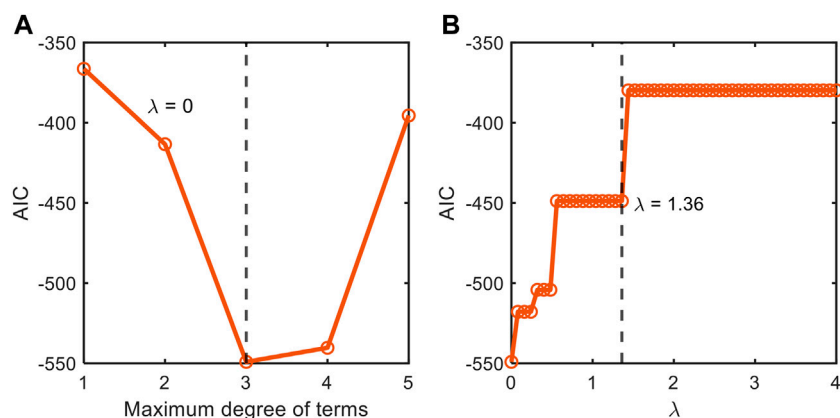 A
-350
-400
-450
-500
-550
AIC
λ = 0
1 2 3 4 5
Maximum degree of terms
B
-350
-400
-450
-500
-550
AIC
λ = 1.36
0 1 2 3 4
λ